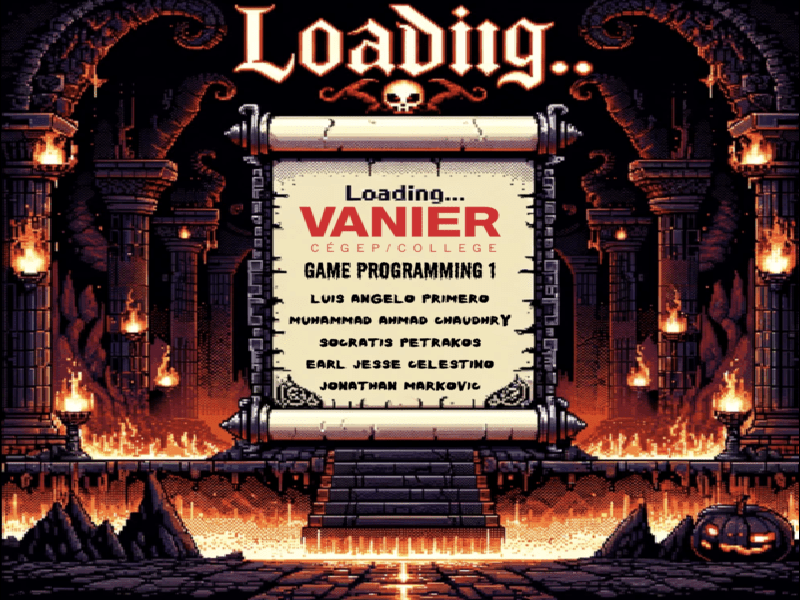 Loading..
Loading...
VANIER
CÉGEP/COLLEGE
GAME PROGRAMMING 1
LUIS ANGELO PRIMERO
MUHAMMAD AHMAD CHAUDHRY
SOCRATIS PETRAKOS
EARL JESSE CELESTINO
JONATHAN MARKOVIC